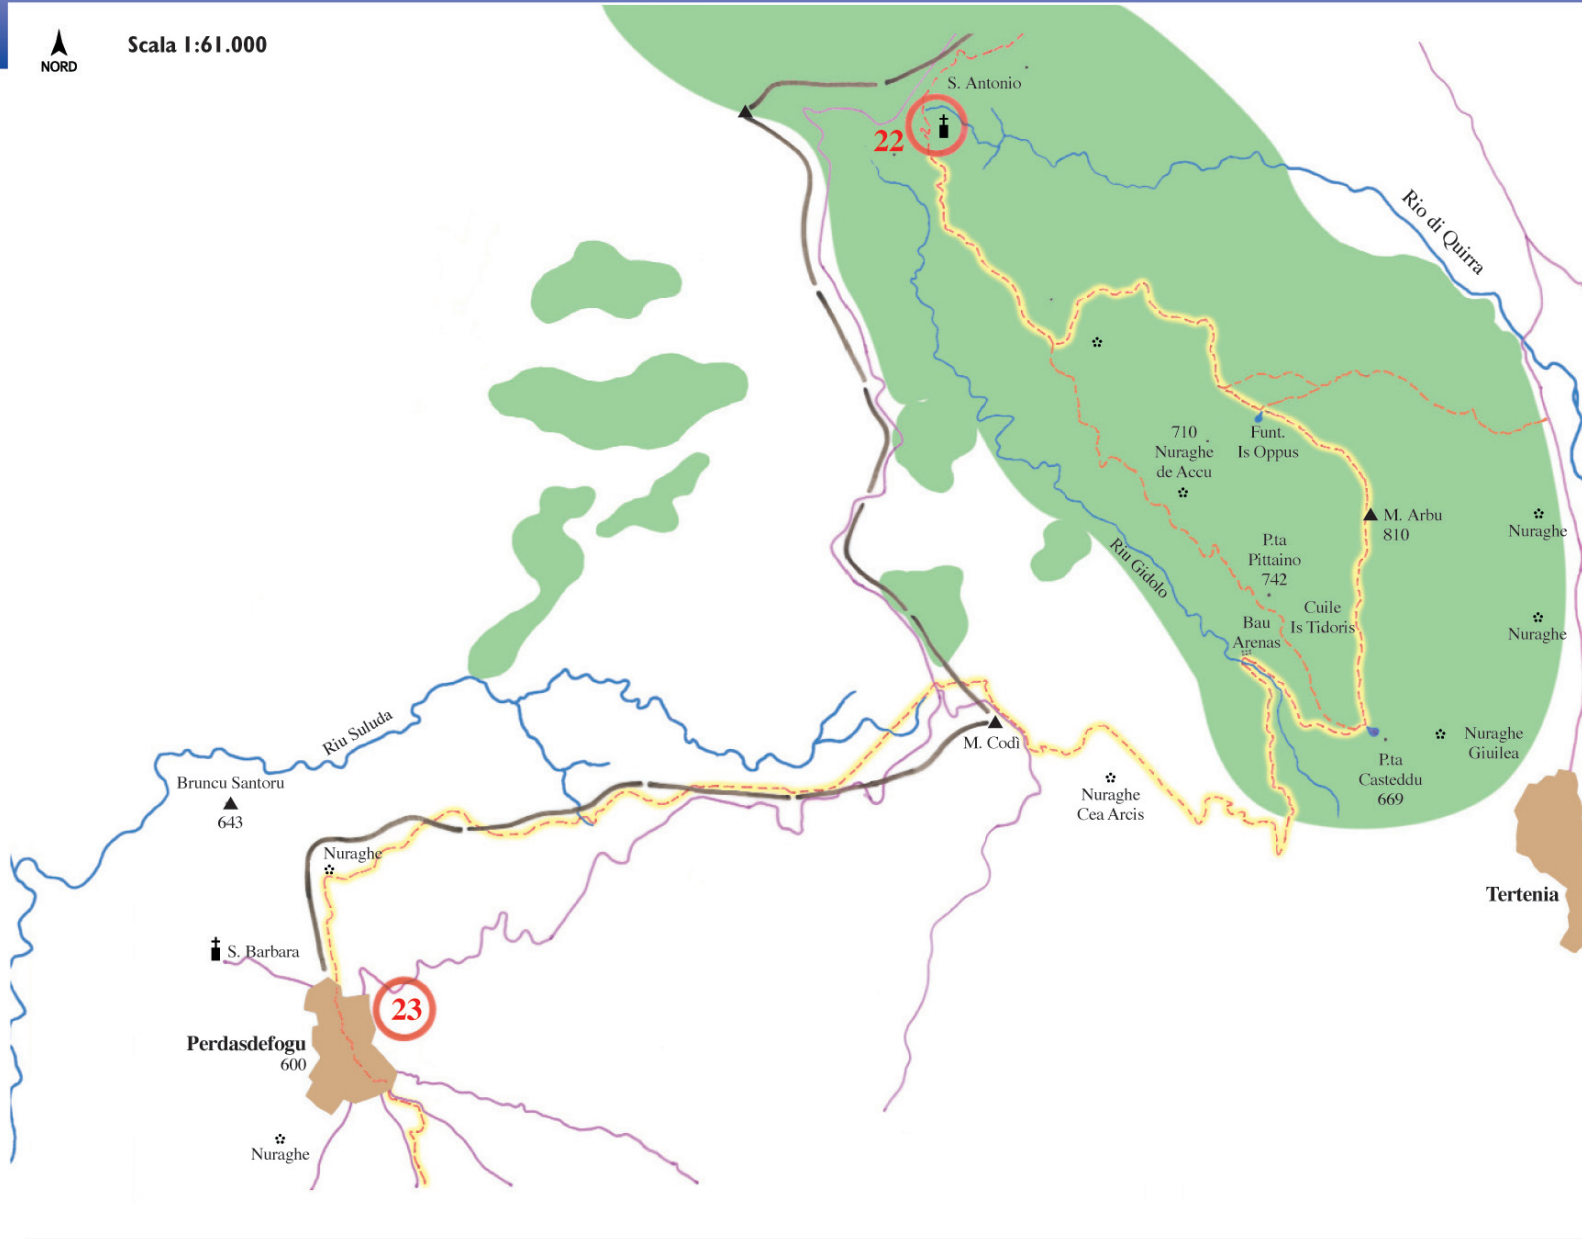 Scala 1:61.000
NORD
S. Antonio
22
Rio di Quirra
710
Nuraghe
de Accu
Funt.
Is Oppus
M. Arbu
810
Nuraghe
P.ta
Pittaino
742
Riu Gidolo
Cuile
Is Tidoris
Bau
Arenas
Nuraghe
Riu Suluda
M. Codì
Nuraghe
Giuilea
P.ta
Casteddu
669
Bruncu Santoru
643
Nuraghe
Cea Arcis
Nuraghe
Tertenia
S. Barbara
23
Perdasdefogu
600
Nuraghe